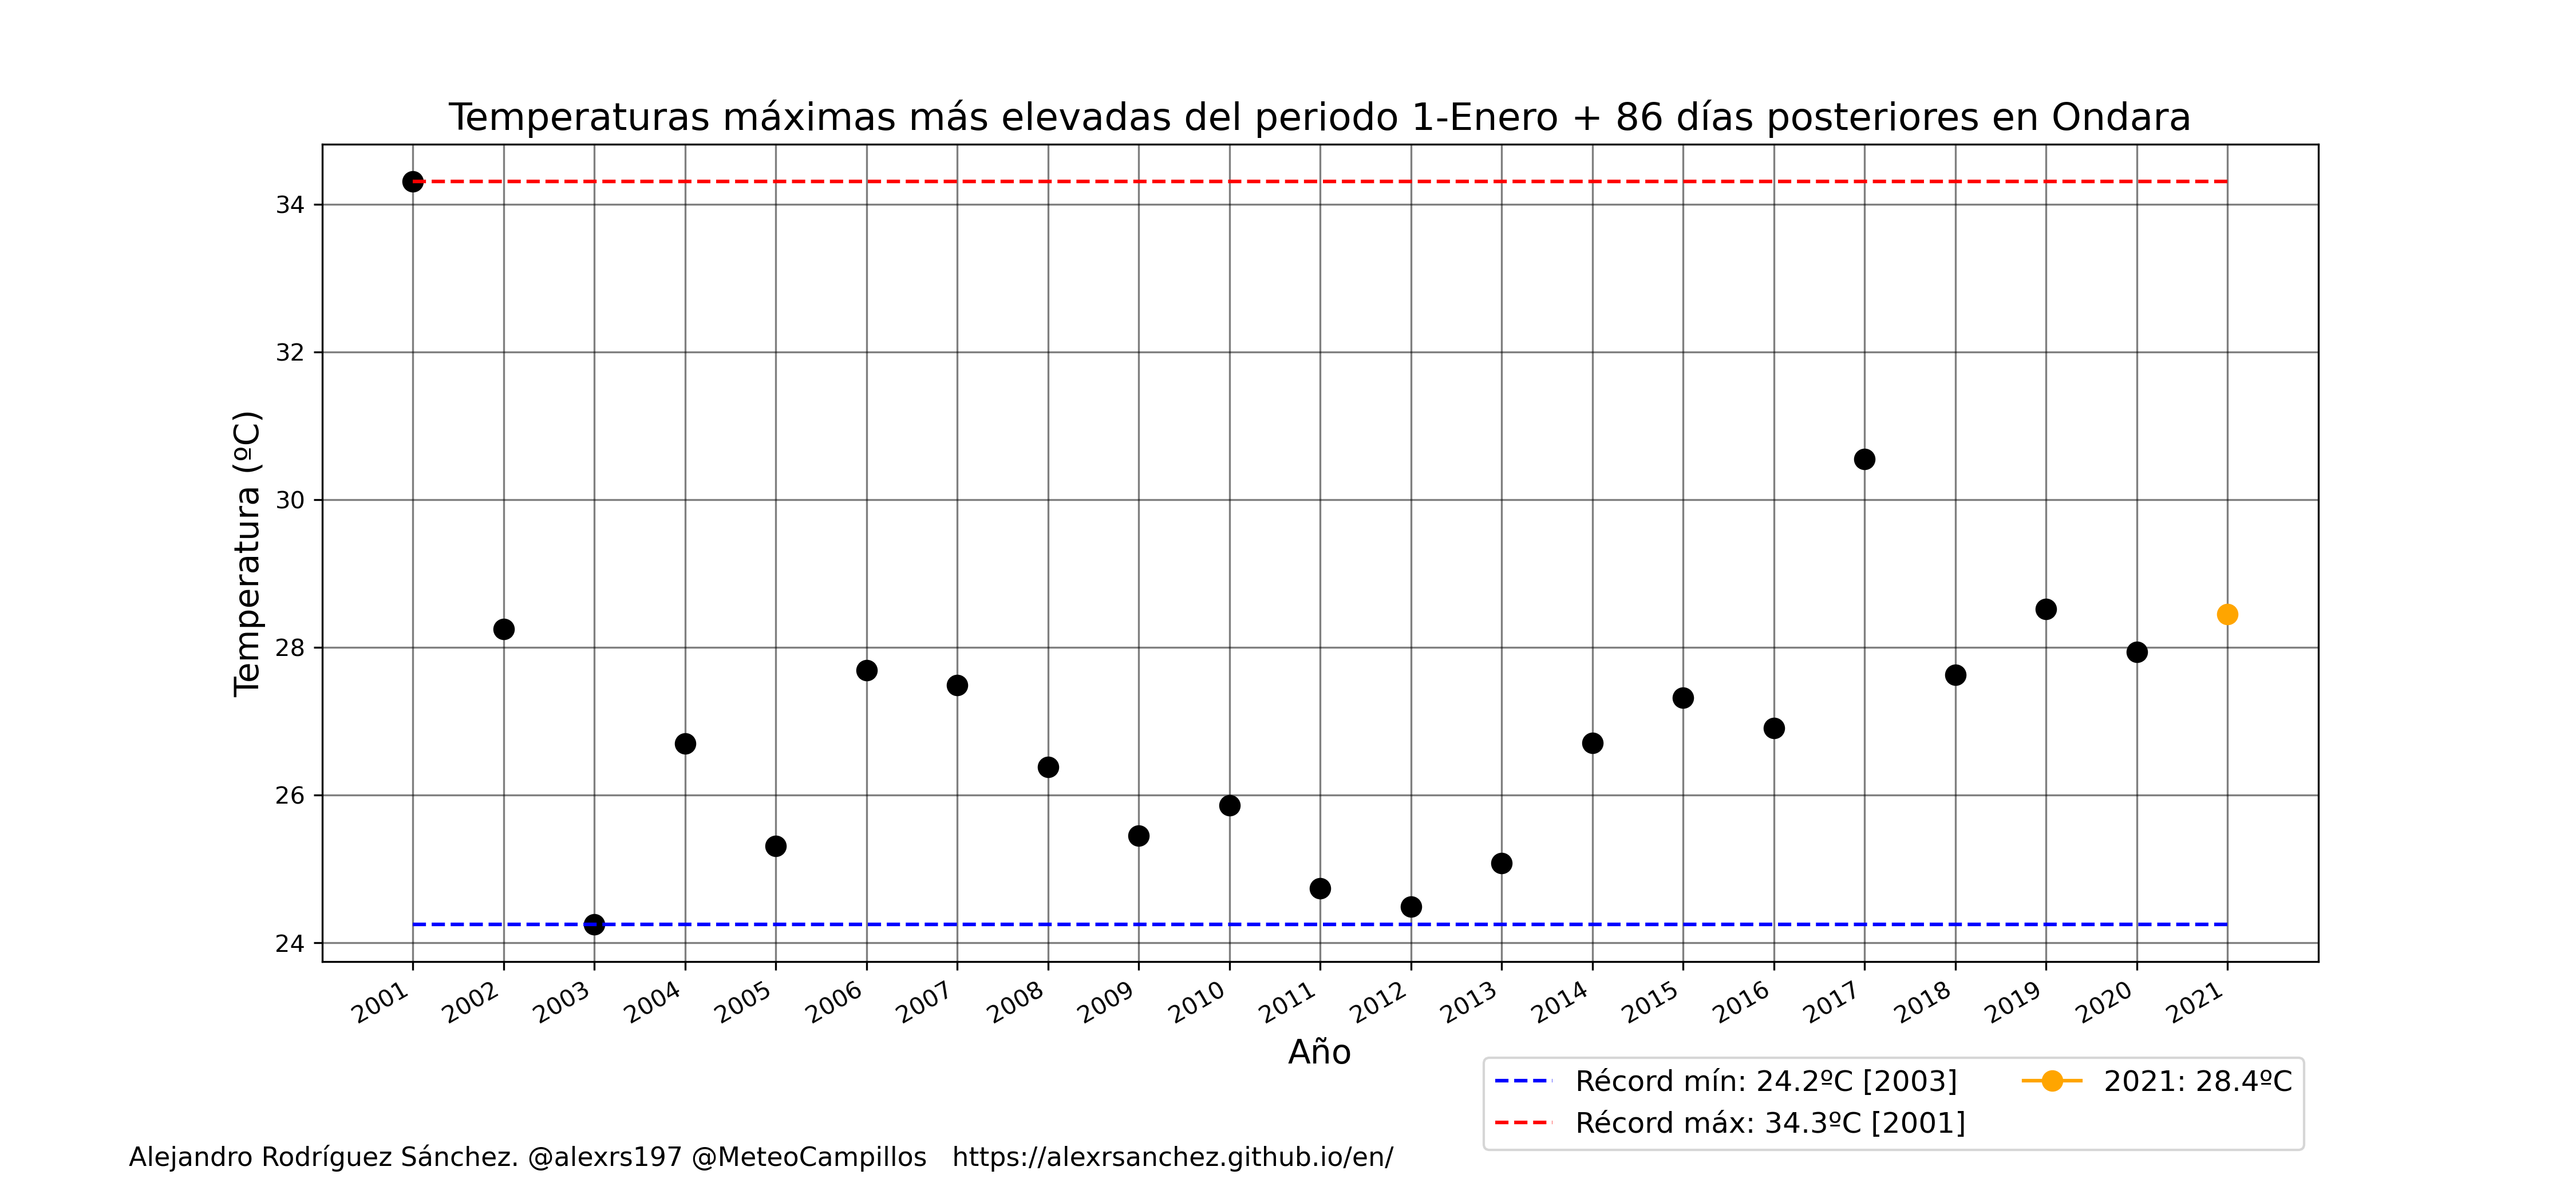 Temperaturas máximas más elevadas del periodo 1-Enero + 86 días posteriores en Ondara
Temperatura (ºC)
34
32
30
28
26
24
2001 2002 2003 2004 2005 2006 2007 2008 2009 2010 2011 2012 2013 2014 2015 2016 2017 2018 2019 2020 2021
Año
Récord mín: 24.2ºC [2003]
Récord máx: 34.3ºC [2001]
2021: 28.4ºC
Alejandro Rodríguez Sánchez. @alexrs197 @MeteoCampillos https://alexrsanchez.github.io/en/